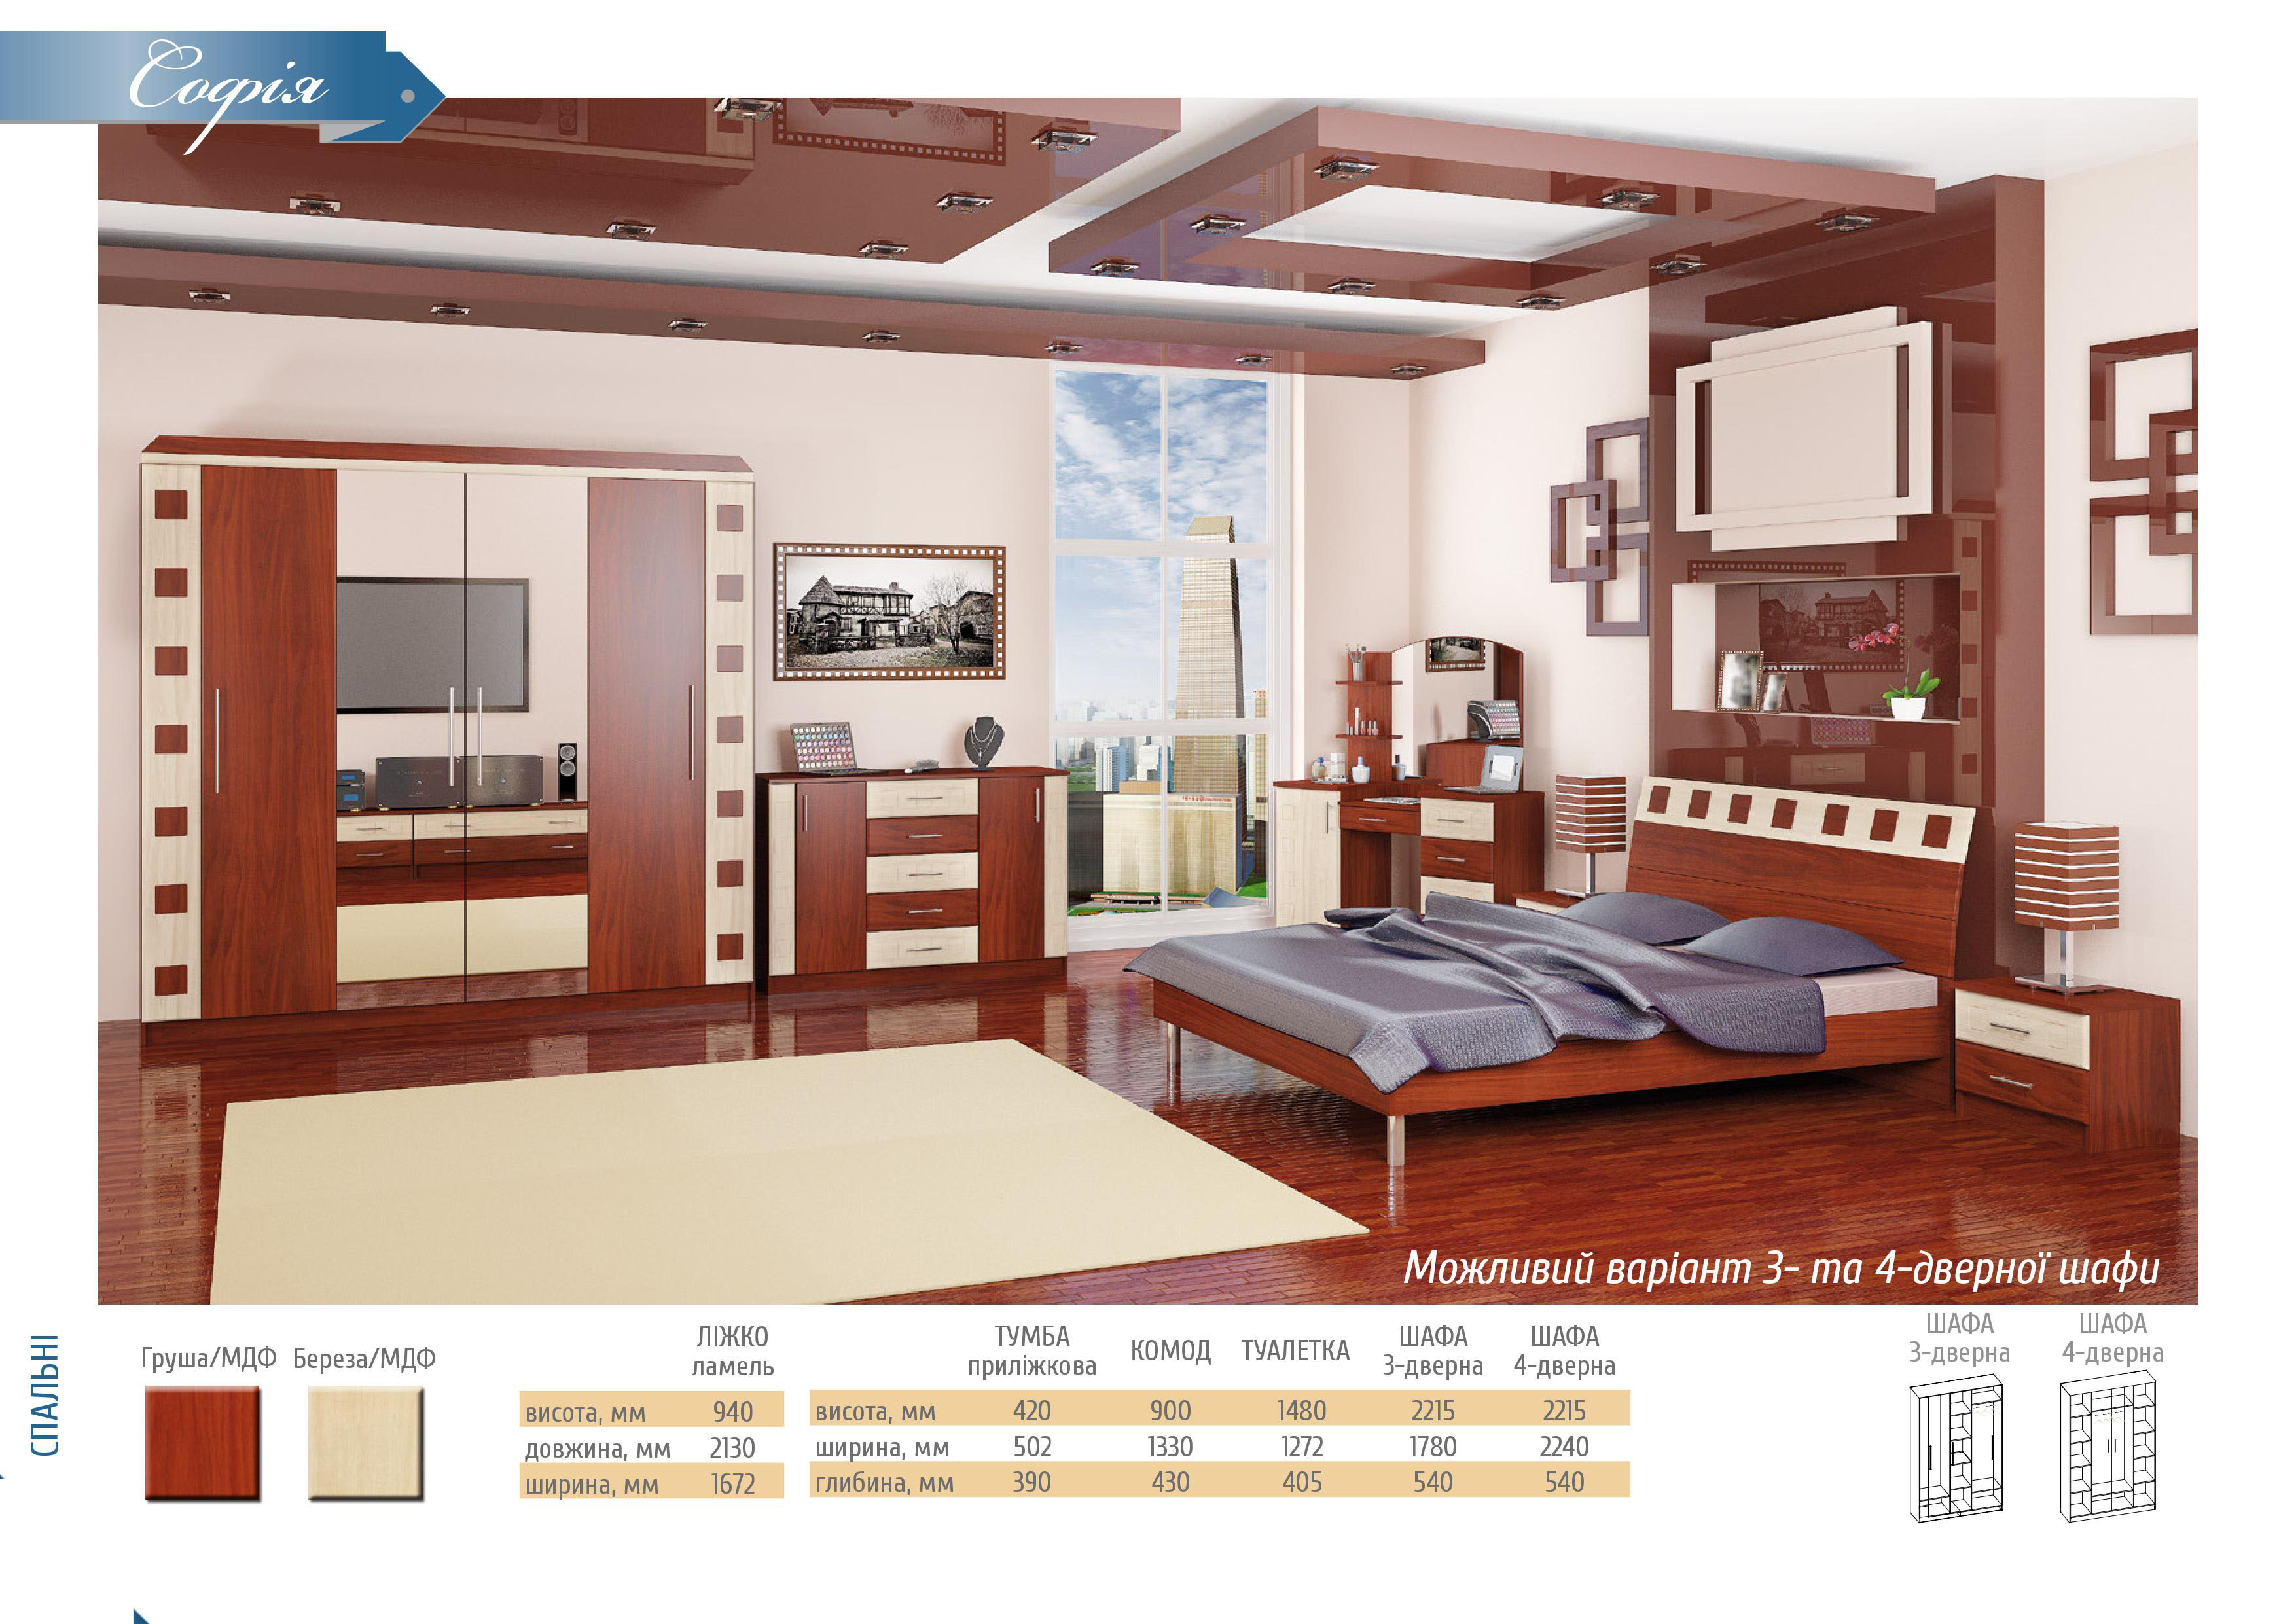 Софія
Можливий варіант 3- та 4-дверної шафи
СПАЛЬНІ
Груша/МДФ Береза/МДФ
ЛІЖКО
ламель
висота, мм 940
довжина, мм 2130
ширина, мм 1672
ТУМБА приліжкова КОМОД ТУАЛЕТКА ШАФА 3-дверна ШАФА 4-дверна
висота, мм 420 900 1480 2215 2215
ширина, мм 502 1330 1272 1780 2240
глибина, мм 390 430 405 540 540
ШАФА ШАФА
3-дверна 4-дверна